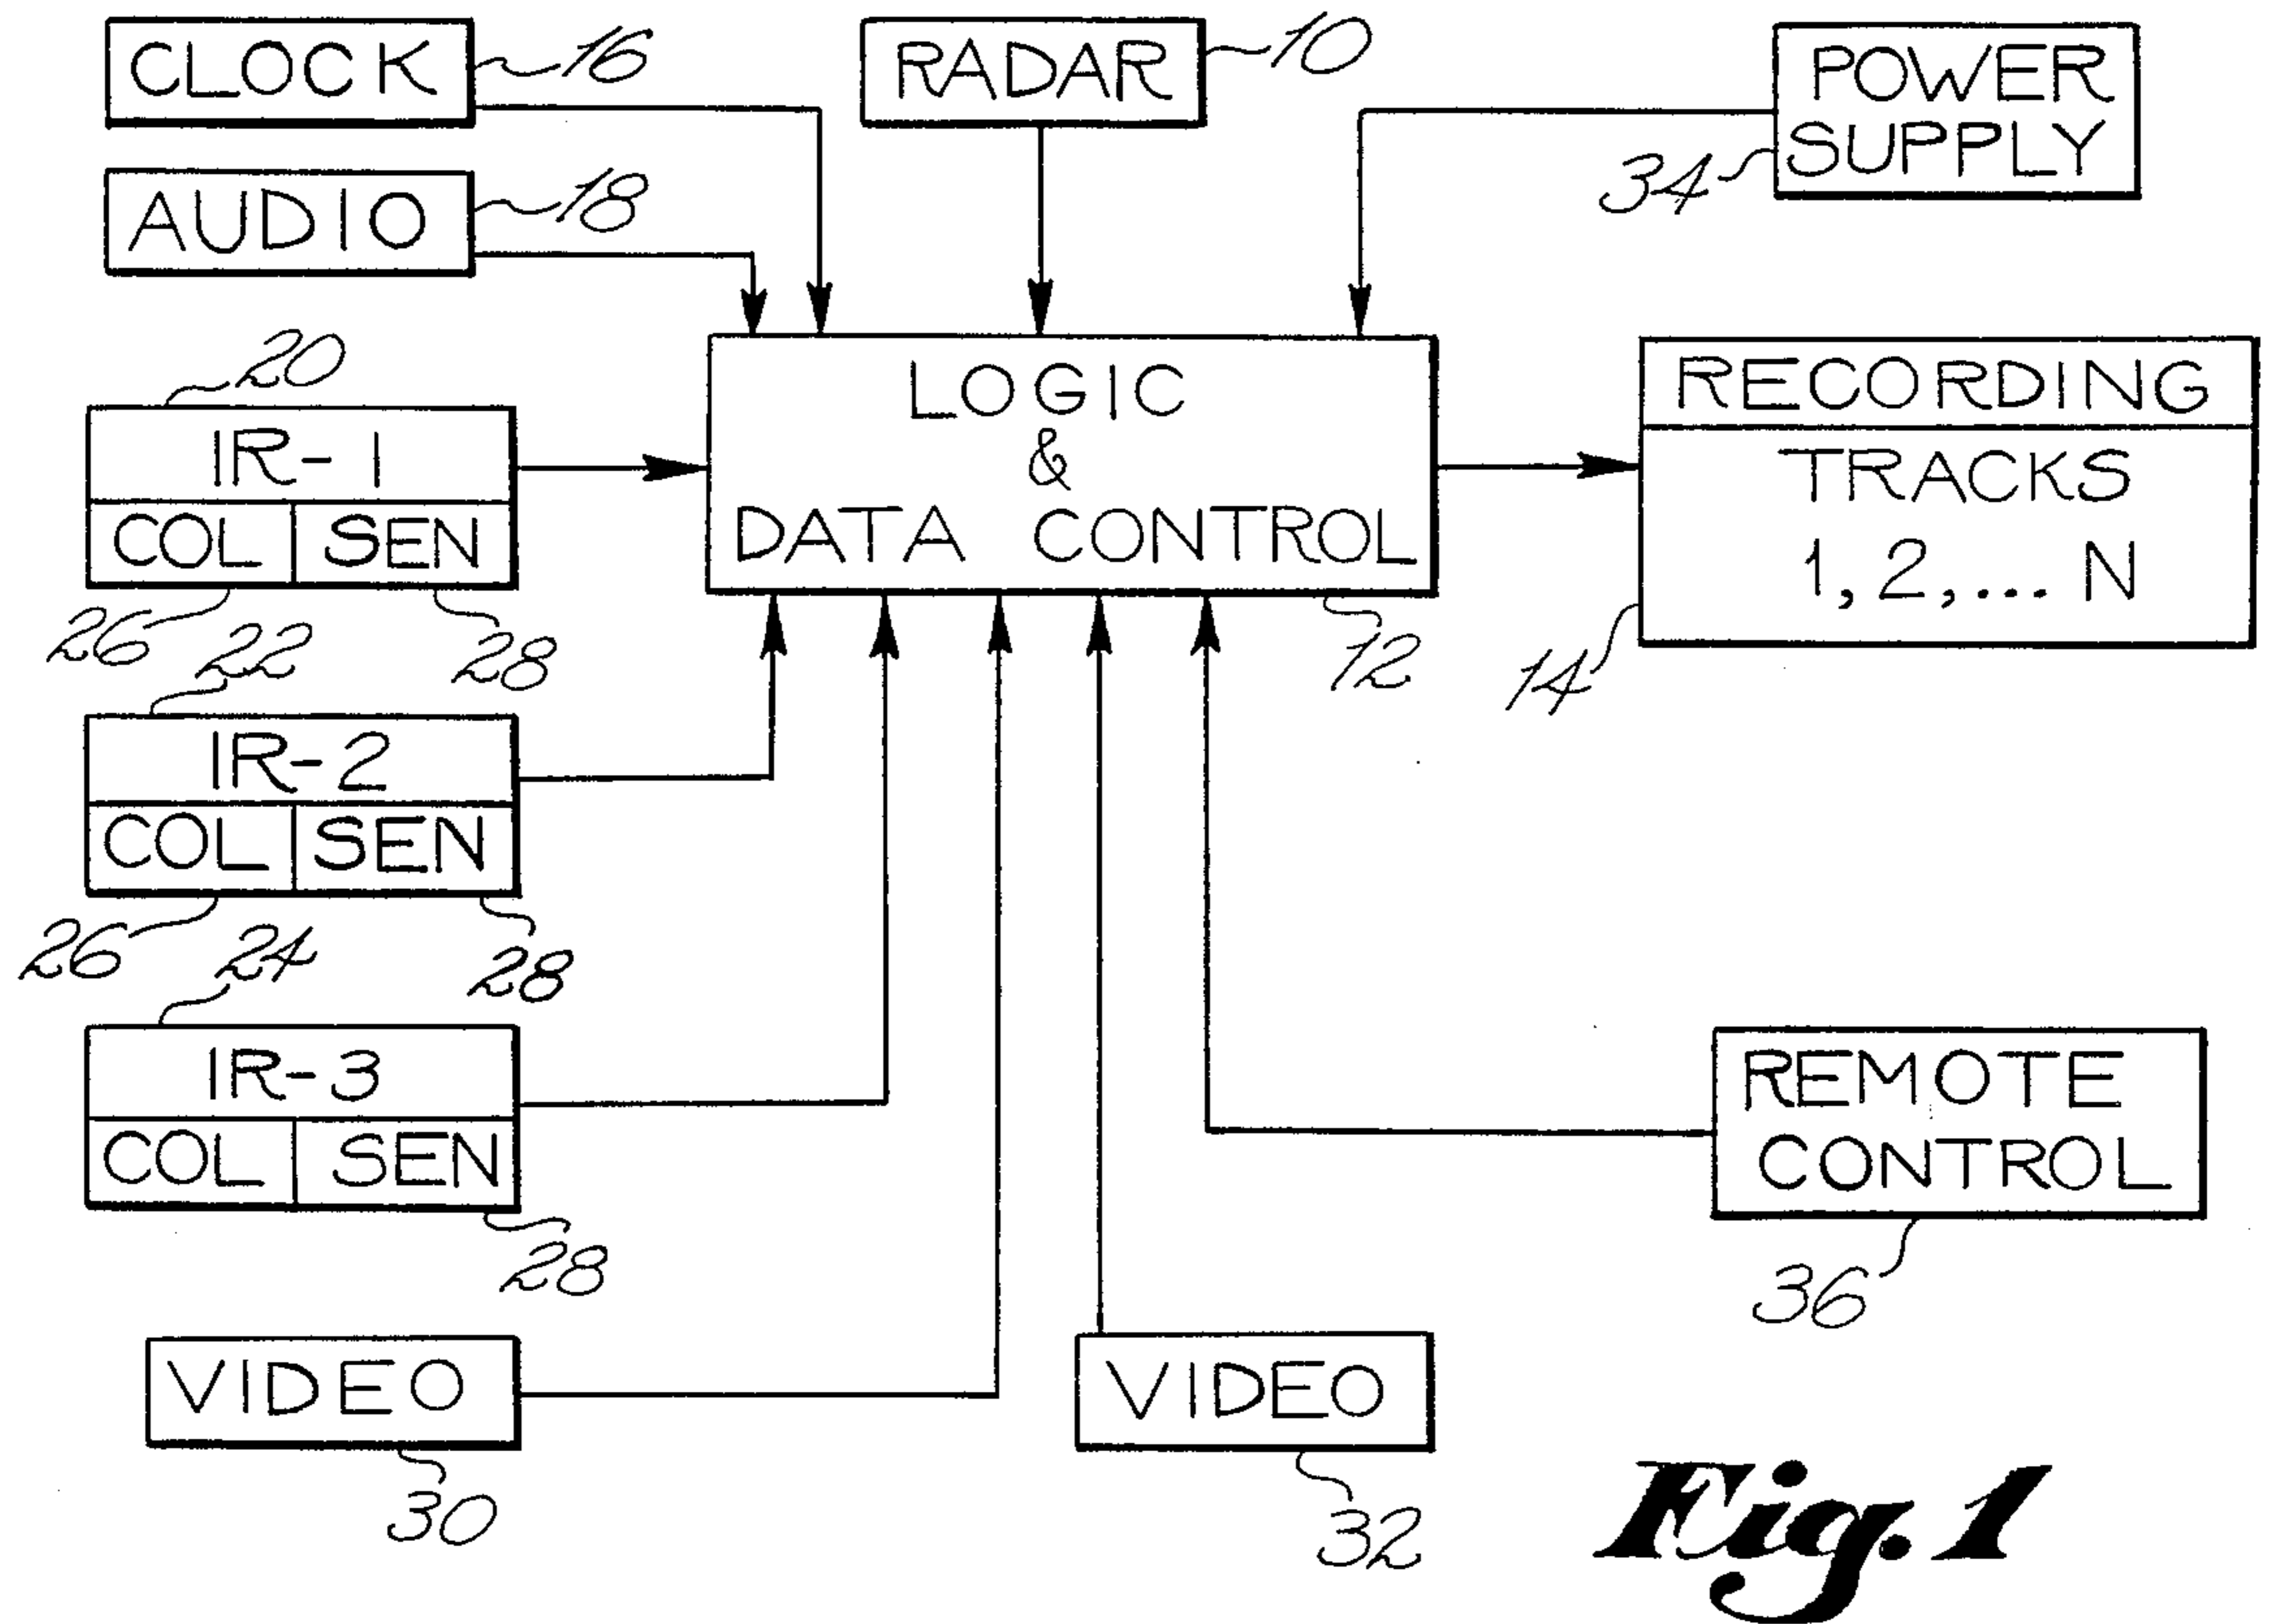 CLOCK
16
RADAR
10
POWER
SUPPLY
34
AUDIO
18
20
IR-1
COL SEN
26
28
LOGIC
&
DATA CONTROL
12
RECORDING
TRACKS
1, 2, ... N
14
22
IR-2
COL SEN
26
28
24
IR-3
COL SEN
28
REMOTE
CONTROL
36
VIDEO
30
VIDEO
32
Fig. 1